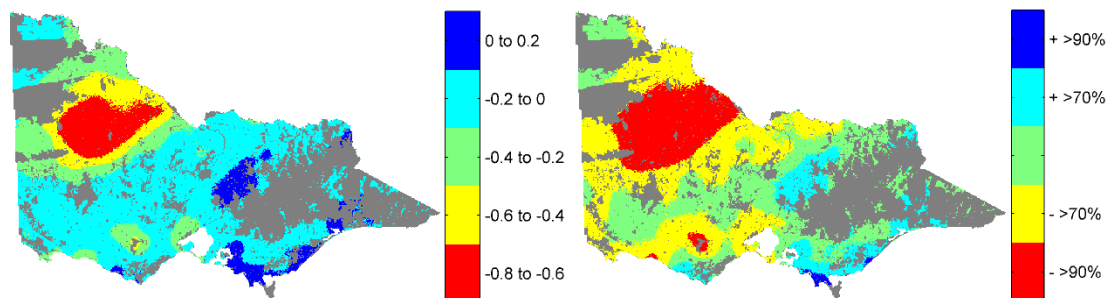 0 to 0.2
-0.2 to 0
-0.4 to -0.2
-0.6 to -0.4
-0.8 to -0.6
+ >90%
+ >70%
- >70%
- >90%